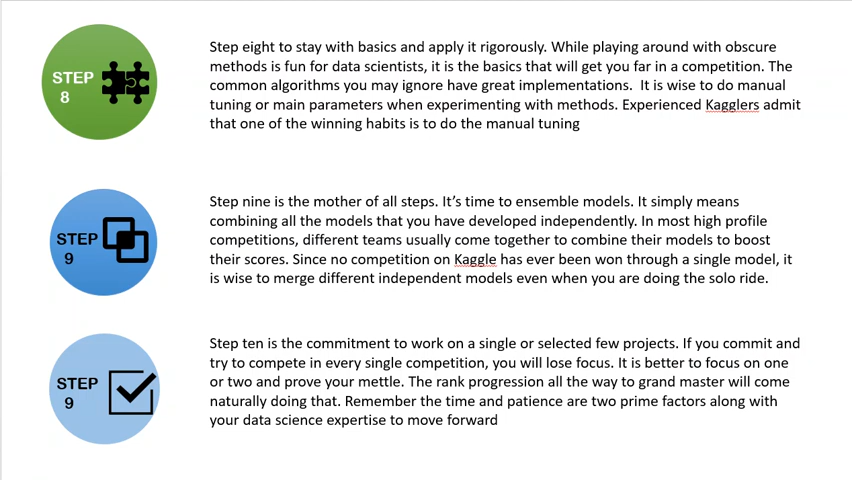 STEP
8
Step eight to stay with basics and apply it rigorously. While playing around with obscure
methods is fun for data scientists, it is the basics that will get you far in a competition. The
common algorithms you may ignore have great implementations.  It is wise to do manual
tuning or main parameters when experimenting with methods. Experienced Kagglers admit
that one of the winning habits is to do the manual tuning
STEP
9
Step nine is the mother of all steps. It’s time to ensemble models. It simply means
combining all the models that you have developed independently. In most high profile
competitions, different teams usually come together to combine their models to boost
their scores. Since no competition on Kaggle has ever been won through a single model, it
is wise to merge different independent models even when you are doing the solo ride.
STEP
9
Step ten is the commitment to work on a single or selected few projects. If you commit and
try to compete in every single competition, you will lose focus. It is better to focus on one
or two and prove your mettle. The rank progression all the way to grand master will come
naturally doing that. Remember the time and patience are two prime factors along with
your data science expertise to move forward